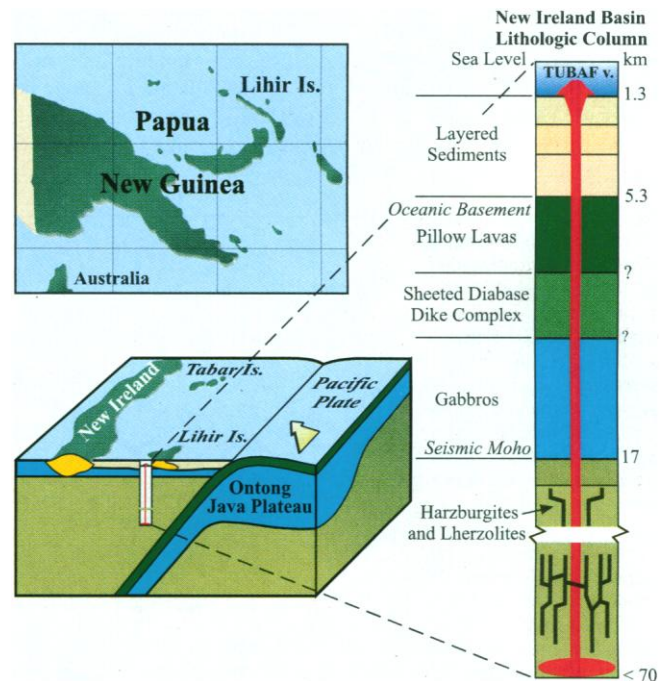 New Ireland Basin
Lithologic Column
Sea Level
km
TUBAF v.
1.3
Layered
Sediments
5.3
Oceanic Basement
Pillow Lavas
?
Sheeted Diabase
Dike Complex
?
Gabbros
Seismic Moho
17
Harzburgites
and Lherzolites
< 70
Lihir Is.
Papua
New Guinea
Australia
New Ireland
Tabar Is.
Lihir Is.
Pacific
Plate
Ontong
Java Plateau